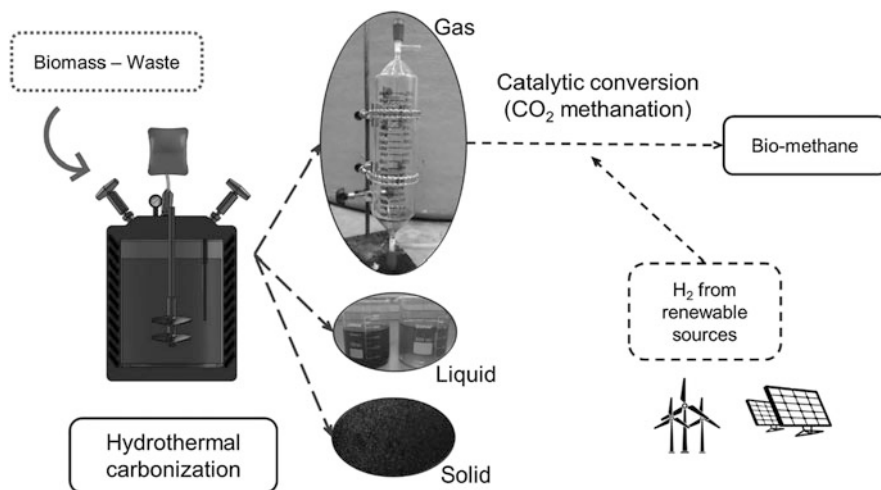 Biomass – Waste
Gas
Catalytic conversion
(CO₂ methanation)
Bio-methane
H₂ from
renewable
sources
Liquid
Hydrothermal
carbonization
Solid